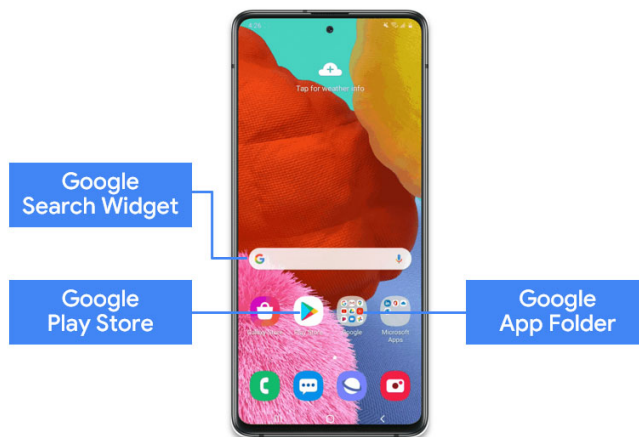 Tap for weather info
Google
Search Widget
Google
Play Store
Google
App Folder
Google
Microsoft
Apps